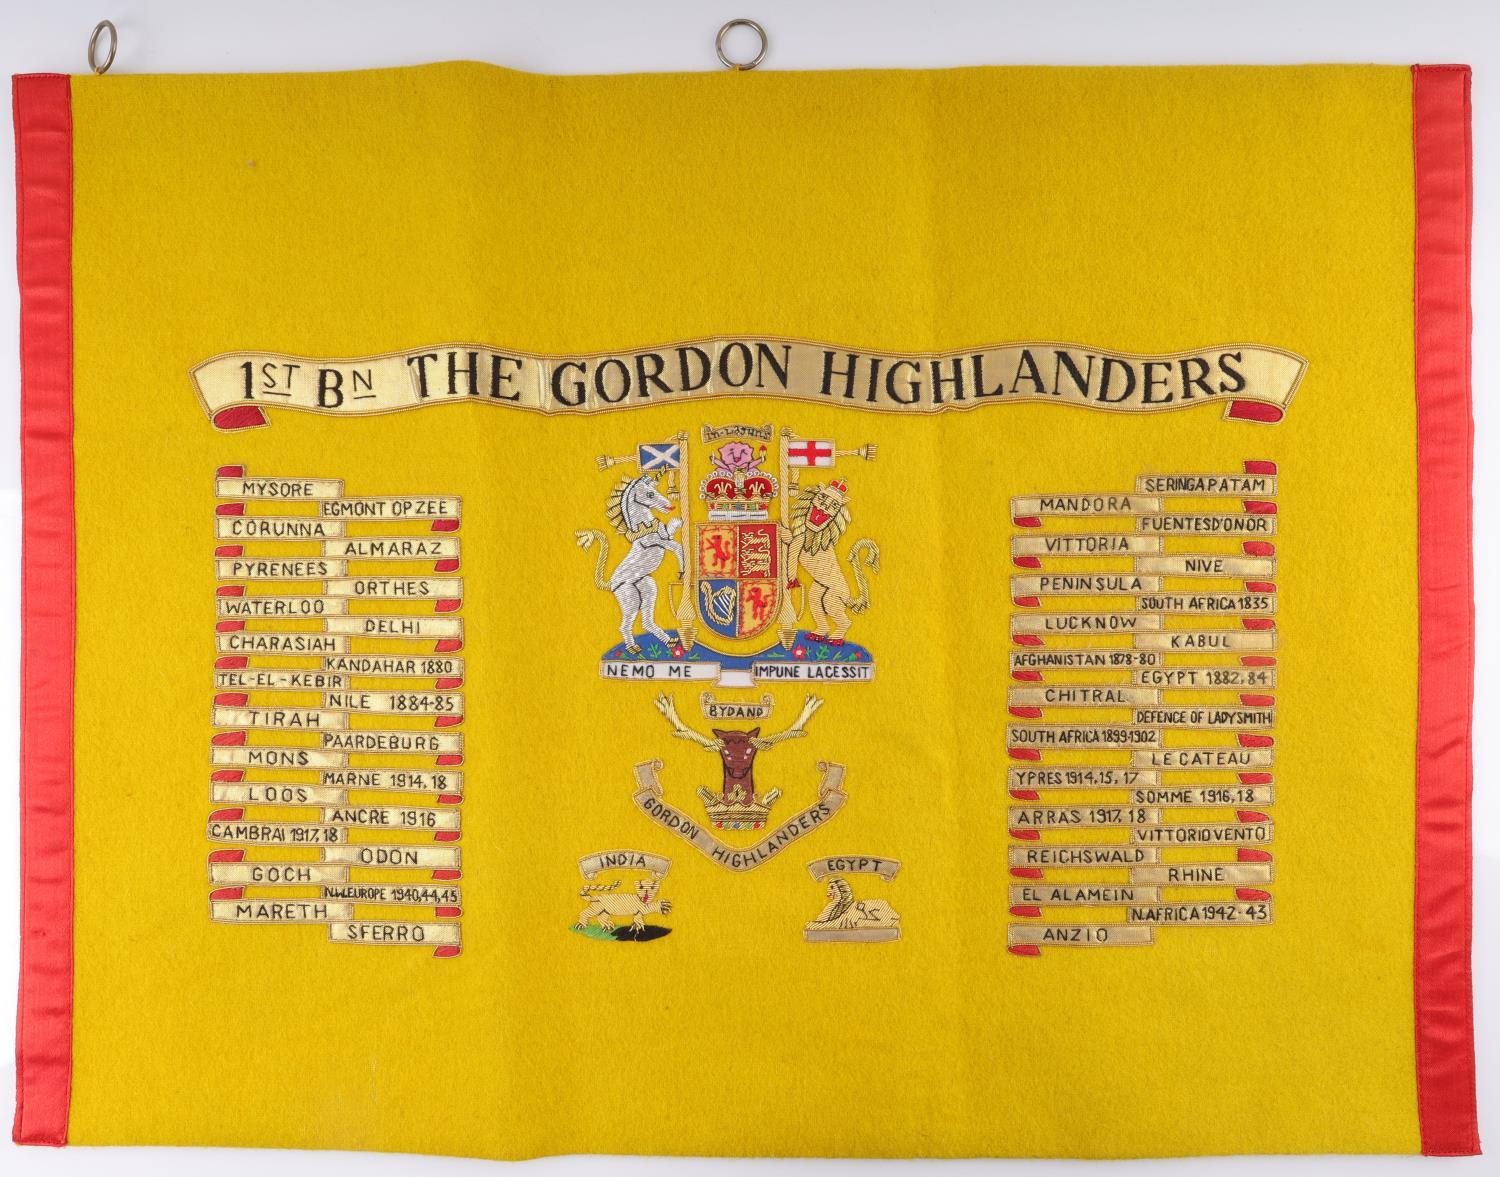 1ST BN THE GORDON HIGHLANDERS
MYSORE
EGMONT OP ZEE
CORUNNA
ALMARAZ
PYRENEES
ORTHES
WATERLOO
DELHI
CHARASIAH
KANDAHAR 1880
TEL-EL-KEBIR
NILE 1884-85
TIRAH
PAARDEBURG
MONS
MARNE 1914,18
LOOS
ANCRE 1916
CAMBRAI 1917,18
ODON
GOCH
N.W.EUROPE 1940,44,45
MARETH
SFERRO
NEMO ME IMPUNE LACESSIT
BYDAND
GORDON HIGHLANDERS
INDIA
EGYPT
SERINGAPATAM
MANDORA
FUENTESD'ONOR
VITTORIA
NIVE
PENINSULA
SOUTH AFRICA 1835
LUCKNOW
KABUL
AFGHANISTAN 1878-80
EGYPT 1882,84
CHITRAL
DEFENCE OF LADYSMITH
SOUTH AFRICA 1899-1902
LE CATEAU
YPRES 1914,15,17
SOMME 1916,18
ARRAS 1917,18
VITTORIO VENTO
REICHSWALD
RHINE
EL ALAMEIN
N.AFRICA 1942-43
ANZIO